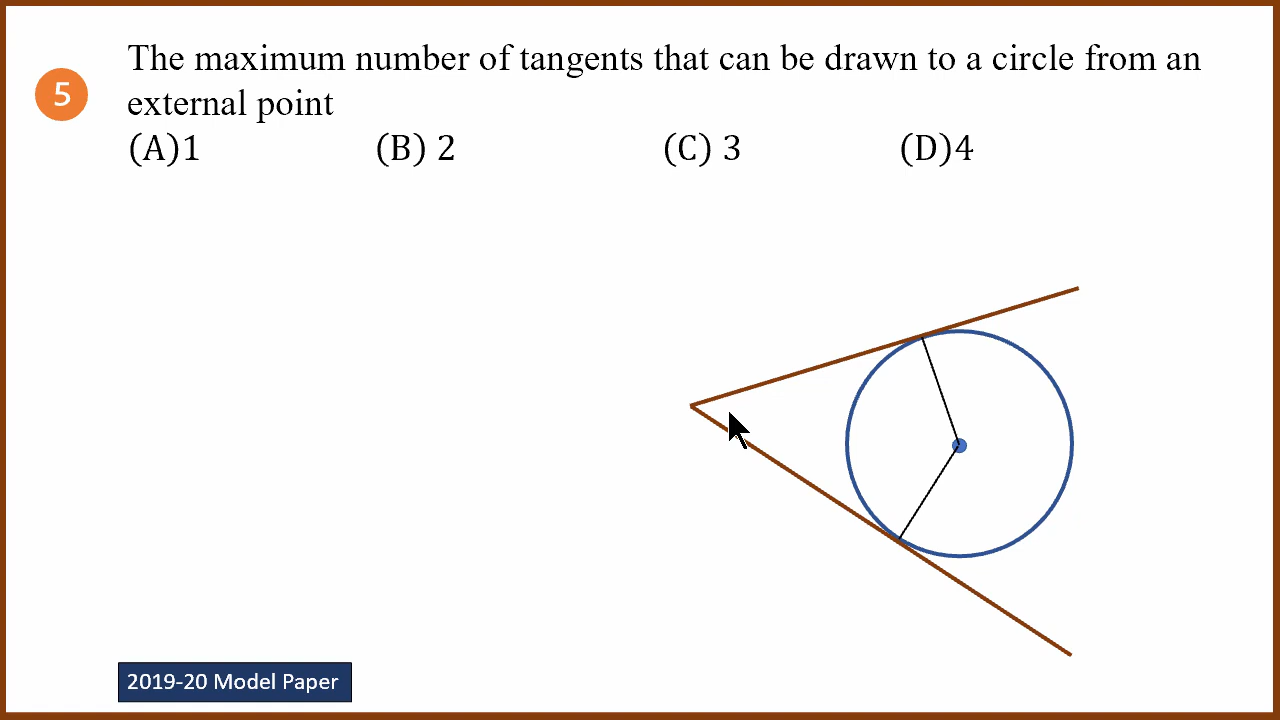 5
The maximum number of tangents that can be drawn to a circle from an
external point
(A)1 (B) 2 (C) 3 (D)4
2019-20 Model Paper